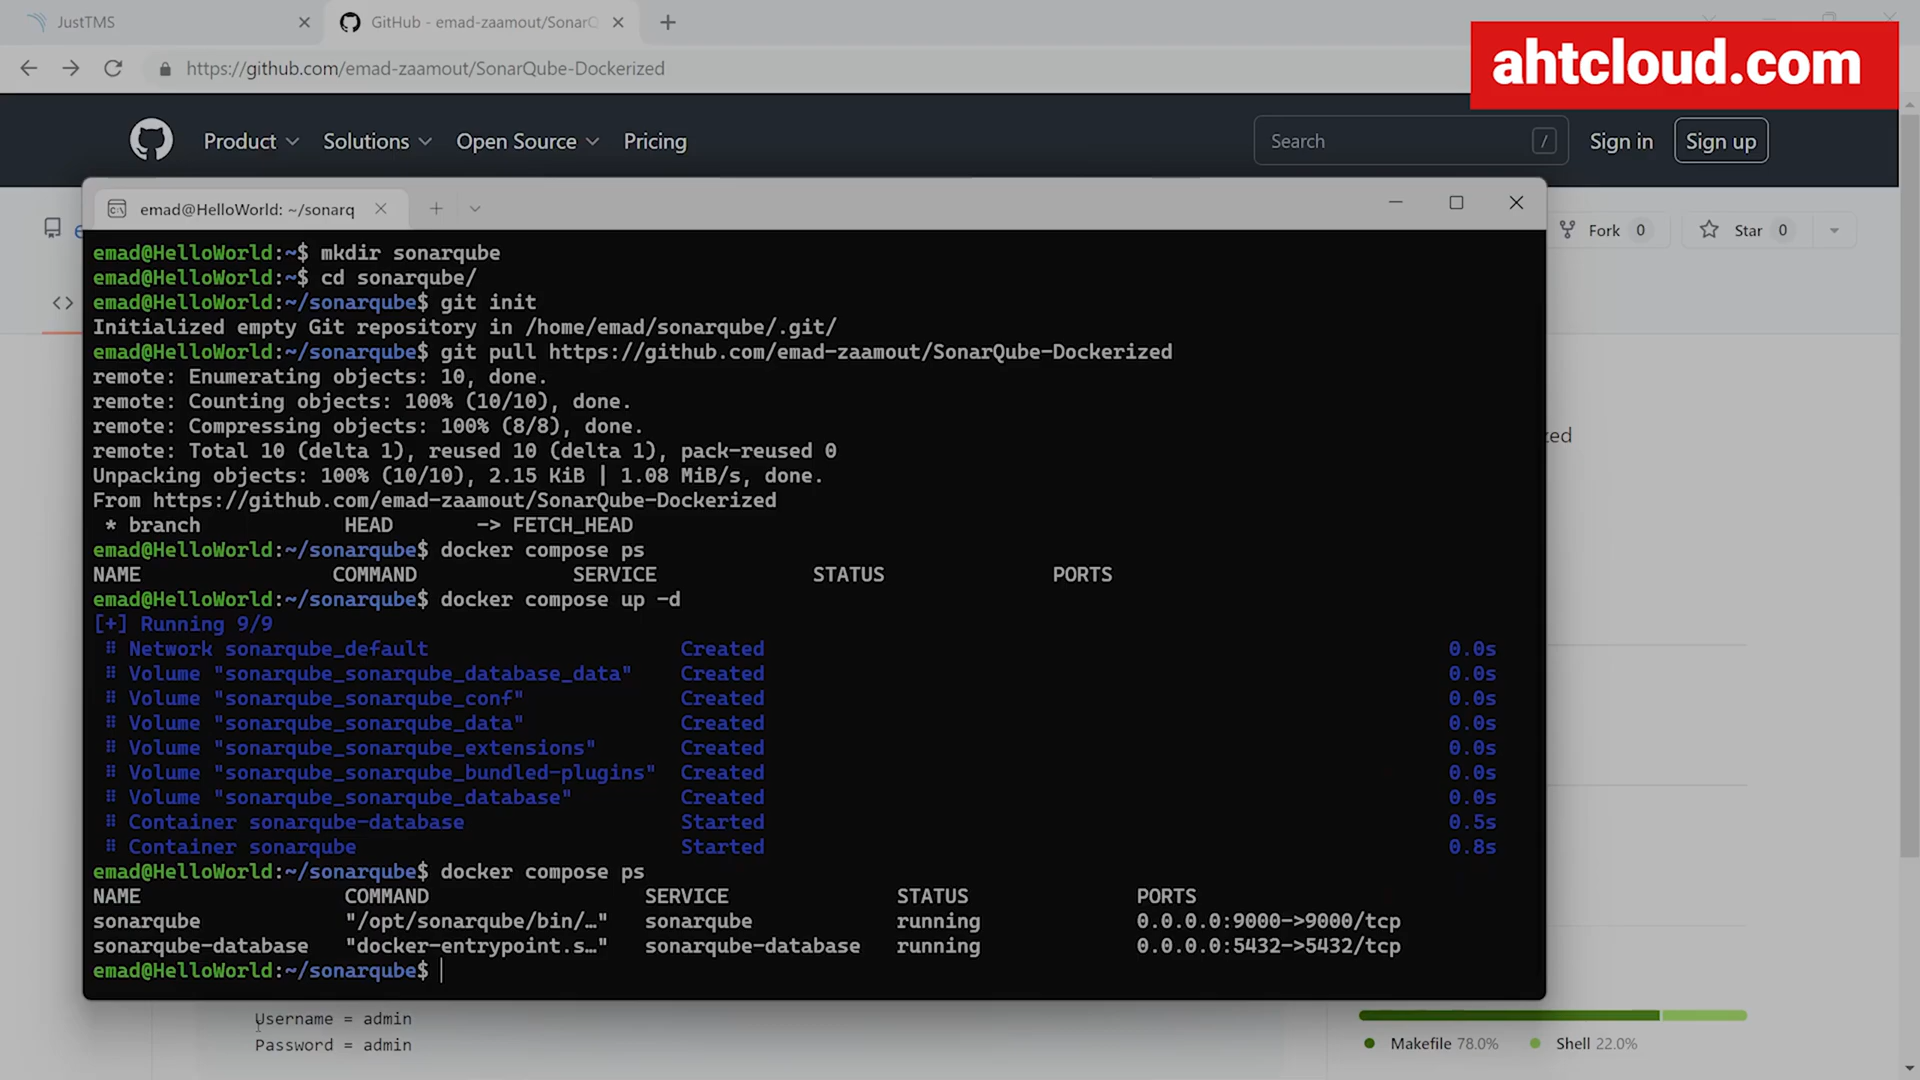 JustTMS
GitHub - emad-zaamout/SonarQ
https://github.com/emad-zaamout/SonarQube-Dockerized
ahtcloud.com
Product
Solutions
Open Source
Pricing
Search
/
Sign in
Sign up
Fork 0
Star 0
emad@HelloWorld: ~/sonarq
emad@HelloWorld:~$ mkdir sonarqube
emad@HelloWorld:~$ cd sonarqube/
emad@HelloWorld:~/sonarqube$ git init
Initialized empty Git repository in /home/emad/sonarqube/.git/
emad@HelloWorld:~/sonarqube$ git pull https://github.com/emad-zaamout/SonarQube-Dockerized
remote: Enumerating objects: 10, done.
remote: Counting objects: 100% (10/10), done.
remote: Compressing objects: 100% (8/8), done.
remote: Total 10 (delta 1), reused 10 (delta 1), pack-reused 0
Unpacking objects: 100% (10/10), 2.15 KiB | 1.08 MiB/s, done.
From https://github.com/emad-zaamout/SonarQube-Dockerized
* branch HEAD -> FETCH_HEAD
emad@HelloWorld:~/sonarqube$ docker compose ps
NAME COMMAND SERVICE STATUS PORTS
emad@HelloWorld:~/sonarqube$ docker compose up -d
[+] Running 9/9
⠿ Network sonarqube_default Created 0.0s
⠿ Volume "sonarqube_sonarqube_database_data" Created 0.0s
⠿ Volume "sonarqube_sonarqube_conf" Created 0.0s
⠿ Volume "sonarqube_sonarqube_data" Created 0.0s
⠿ Volume "sonarqube_sonarqube_extensions" Created 0.0s
⠿ Volume "sonarqube_sonarqube_bundled-plugins" Created 0.0s
⠿ Volume "sonarqube_sonarqube_database" Created 0.0s
⠿ Container sonarqube-database Started 0.5s
⠿ Container sonarqube Started 0.8s
emad@HelloWorld:~/sonarqube$ docker compose ps
NAME COMMAND SERVICE STATUS PORTS
sonarqube "/opt/sonarqube/bin/…" sonarqube running 0.0.0.0:9000->9000/tcp
sonarqube-database "docker-entrypoint.s…" sonarqube-database running 0.0.0.0:5432->5432/tcp
emad@HelloWorld:~/sonarqube$
zed
Username = admin
Password = admin
Makefile 78.0%
Shell 22.0%